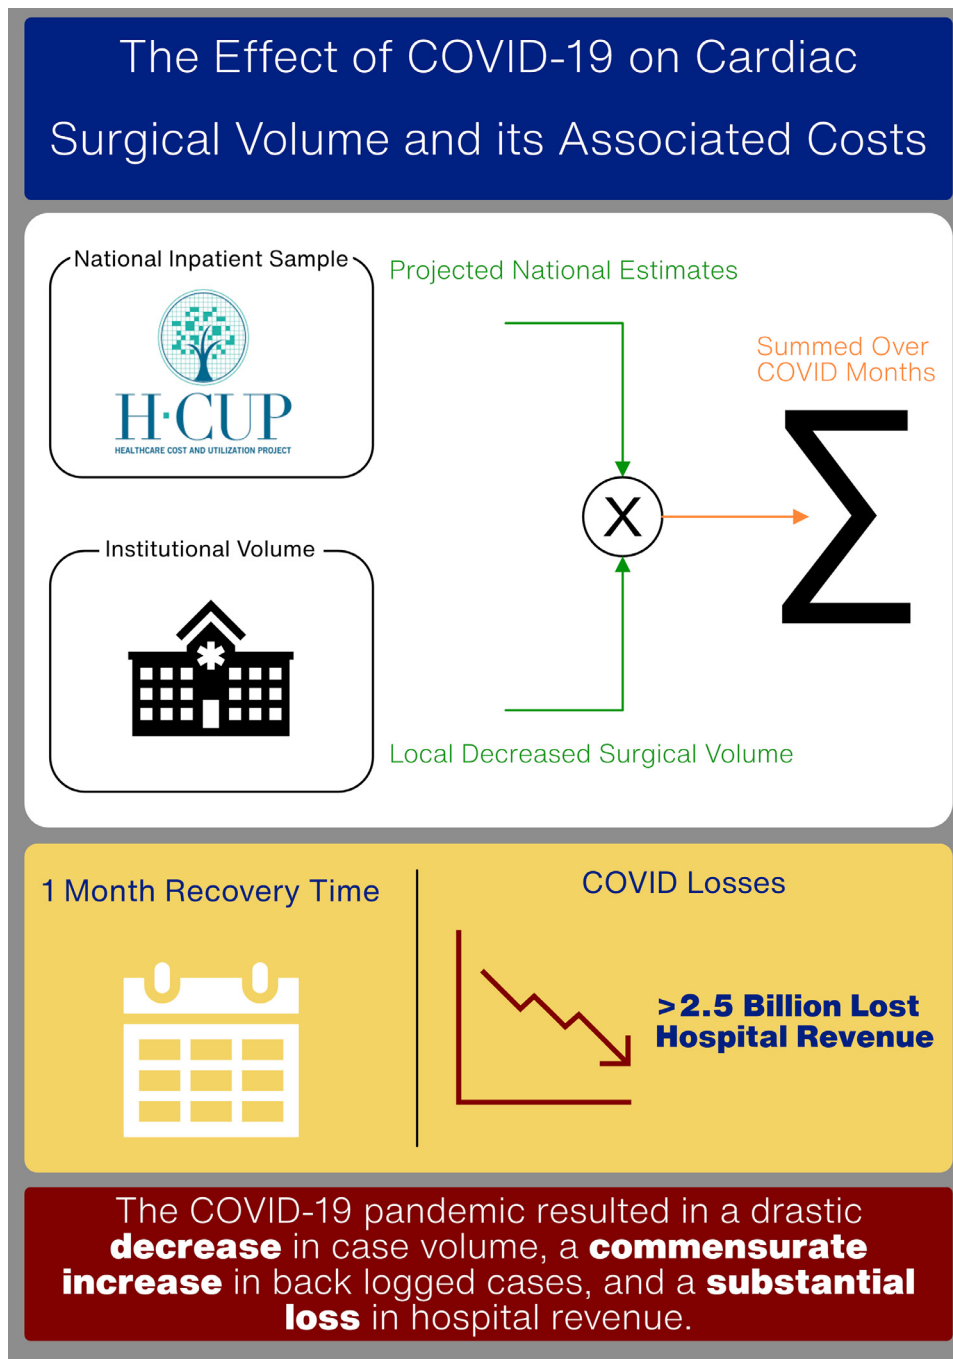 The Effect of COVID-19 on Cardiac
Surgical Volume and its Associated Costs
National Inpatient Sample
H·CUP
HEALTHCARE COST AND UTILIZATION PROJECT
Projected National Estimates
Summed Over
COVID Months
X
Σ
Institutional Volume
Local Decreased Surgical Volume
1 Month Recovery Time
COVID Losses
>2.5 Billion Lost
Hospital Revenue
The COVID-19 pandemic resulted in a drastic
decrease in case volume, a commensurate
increase in back logged cases, and a substantial
loss in hospital revenue.